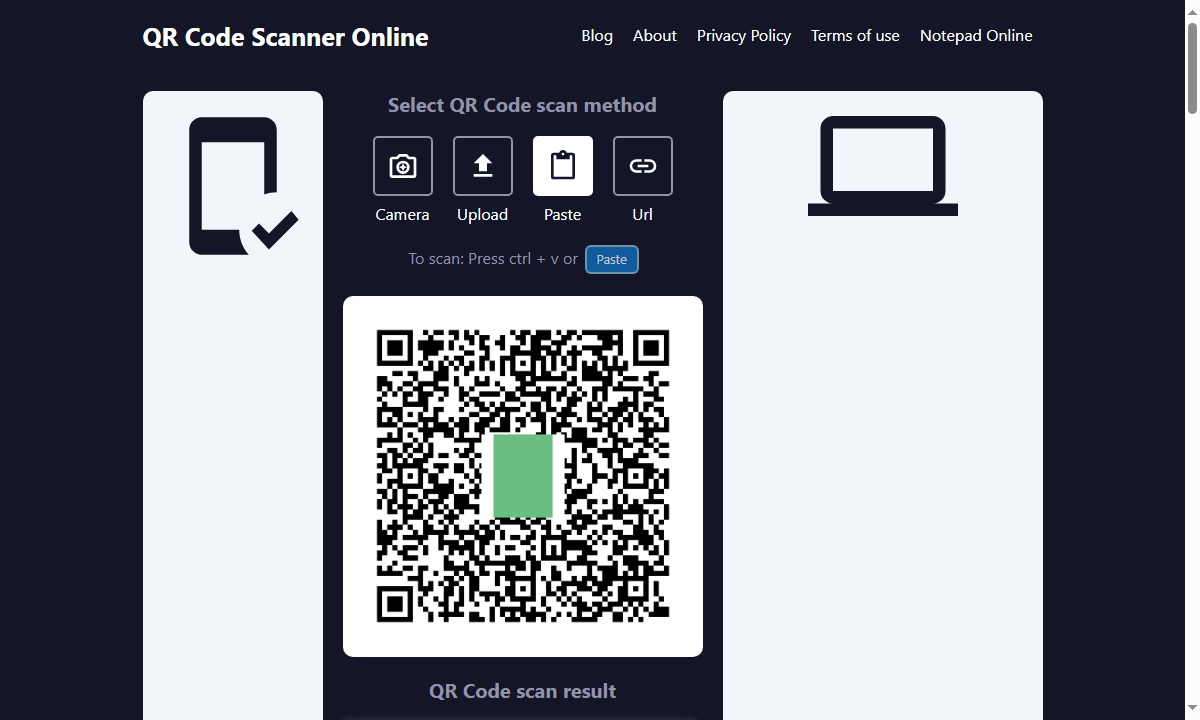 QR Code Scanner Online
Blog About Privacy Policy Terms of use Notepad Online
Select QR Code scan method
Camera Upload Paste Url
To scan: Press ctrl + v or Paste
QR Code scan result